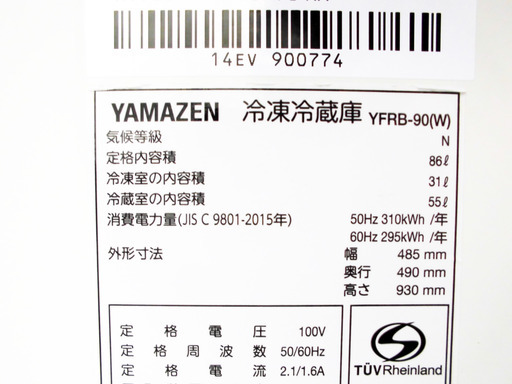 14EV 900774
YAMAZEN 冷凍冷蔵庫 YFRB-90(W)
気候等級 N
定格内容積 86ℓ
冷凍室の内容積 31ℓ
冷蔵室の内容積 55ℓ
消費電力量(JIS C 9801-2015年) 50Hz 310kWh /年
60Hz 295kWh /年
外形寸法 幅 485 mm
奥行 490 mm
高さ 930 mm
定格電圧 100V
定格周波数 50/60Hz
定格電流 2.1/1.6A
TÜVRheinland